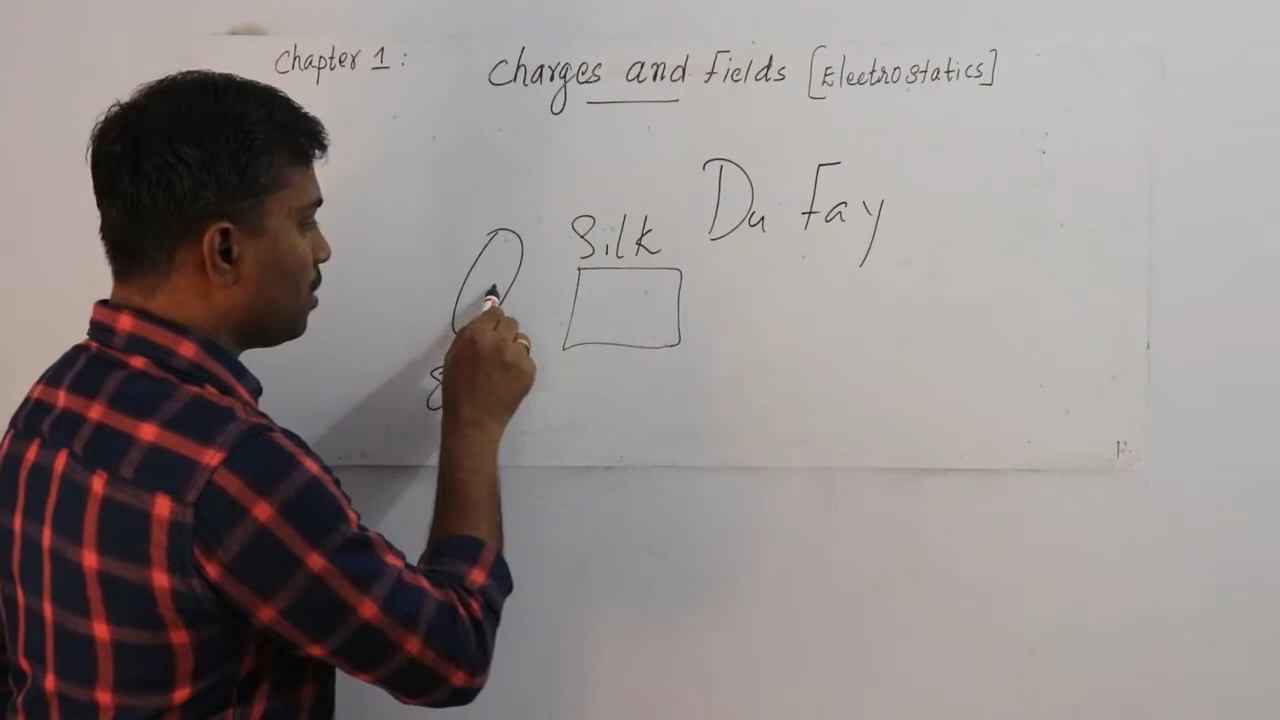 Chapter 1 :
Charges and Fields [Electrostatics]
Du Fay
Silk